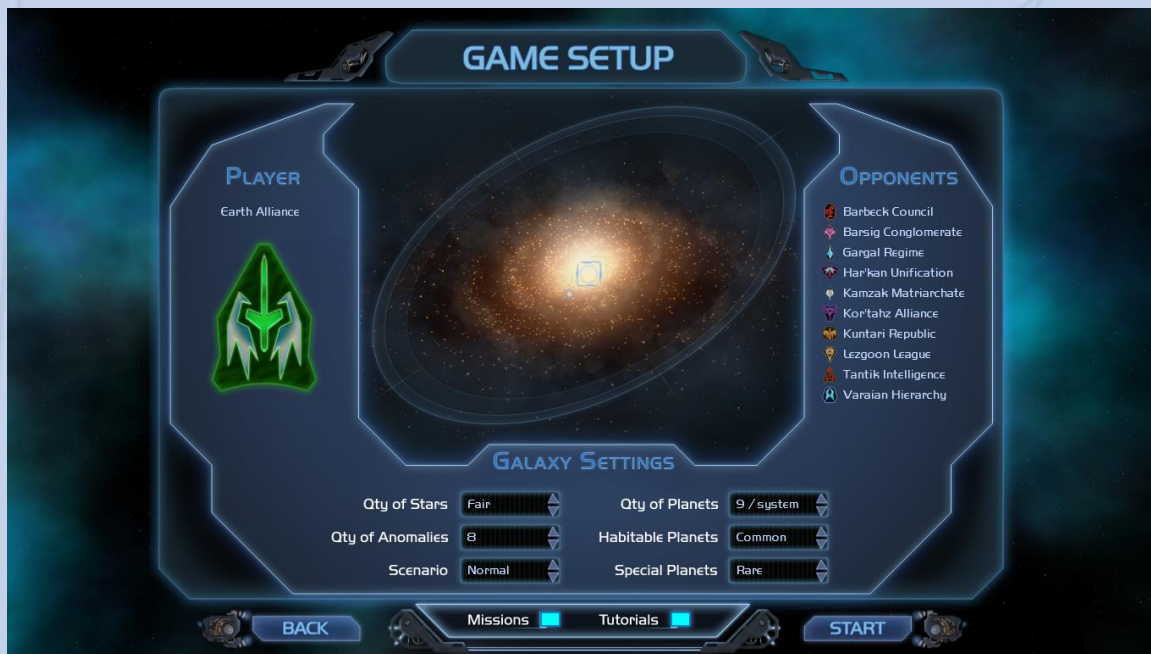 GAME SETUP
PLAYER
Earth Alliance
OPPONENTS
Barbeck Council
Barsig Conglomerate
Gargal Regime
Har'kan Unification
Kamzak Matriarchate
Kor'tahz Alliance
Kuntari Republic
Lezgoon League
Tantik Intelligence
Varaian Hierarchy
GALAXY SETTINGS
Qty of Stars Fair Qty of Planets 9 / system
Qty of Anomalies 8 Habitable Planets Common
Scenario Normal Special Planets Rare
Missions Tutorials
BACK START